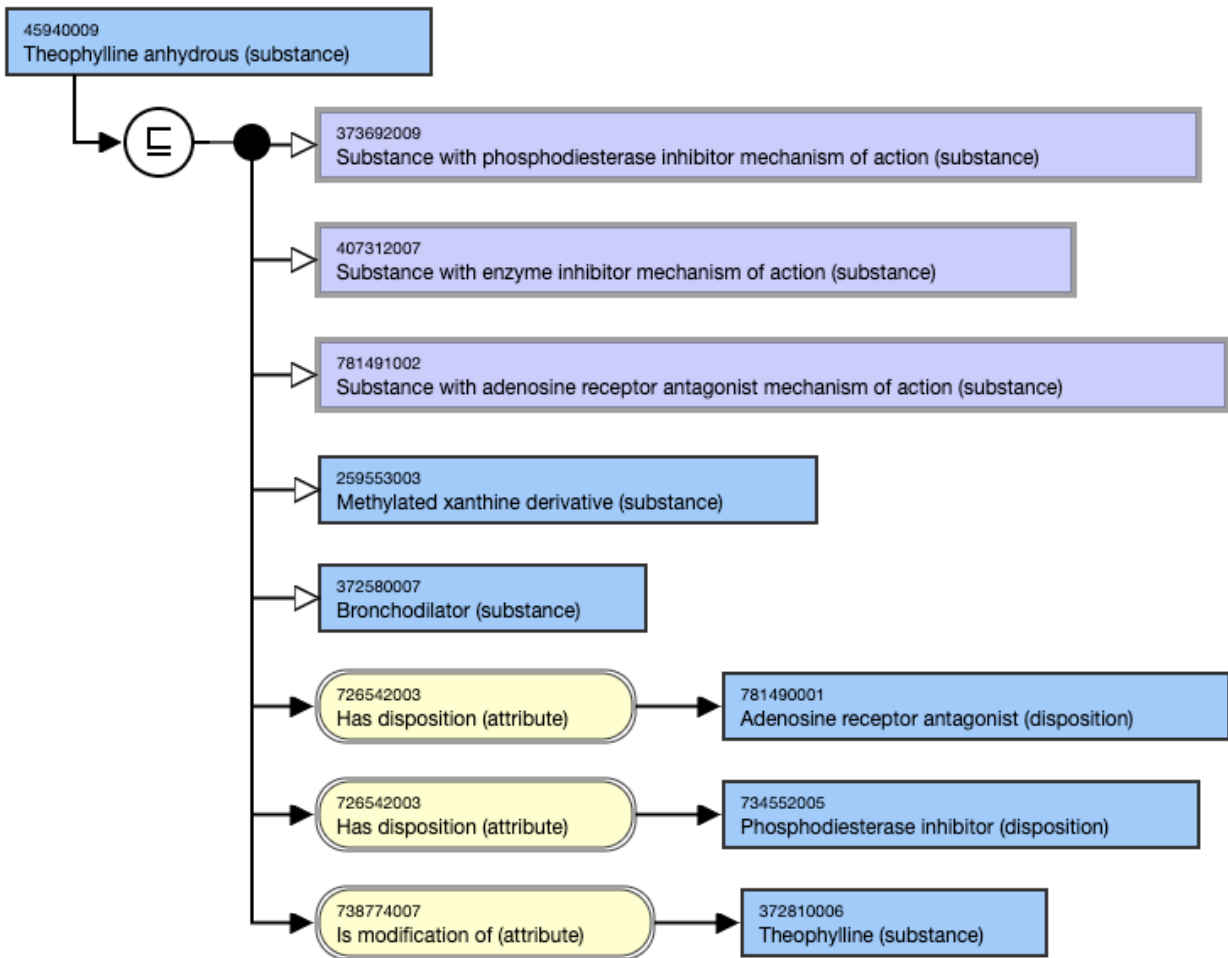 45940009
Theophylline anhydrous (substance)
⊑
373692009
Substance with phosphodiesterase inhibitor mechanism of action (substance)
407312007
Substance with enzyme inhibitor mechanism of action (substance)
781491002
Substance with adenosine receptor antagonist mechanism of action (substance)
259553003
Methylated xanthine derivative (substance)
372580007
Bronchodilator (substance)
726542003
Has disposition (attribute)
781490001
Adenosine receptor antagonist (disposition)
726542003
Has disposition (attribute)
734552005
Phosphodiesterase inhibitor (disposition)
738774007
Is modification of (attribute)
372810006
Theophylline (substance)